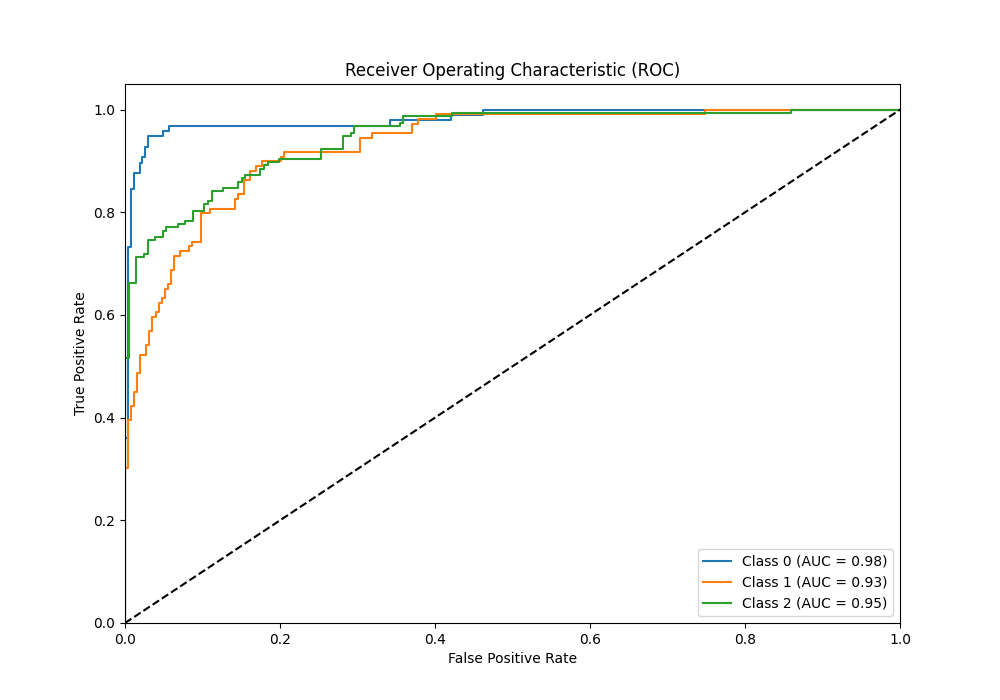 Receiver Operating Characteristic (ROC)
1.0
0.8
0.6
0.4
0.2
0.0
True Positive Rate
Class 0 (AUC = 0.98)
Class 1 (AUC = 0.93)
Class 2 (AUC = 0.95)
0.0 0.2 0.4 0.6 0.8 1.0
False Positive Rate